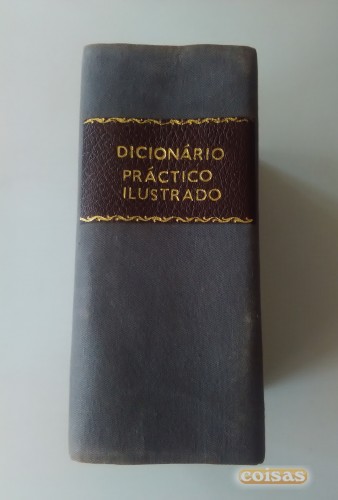 DICIONÁRIO
PRÁCTICO
ILUSTRADO
coisas